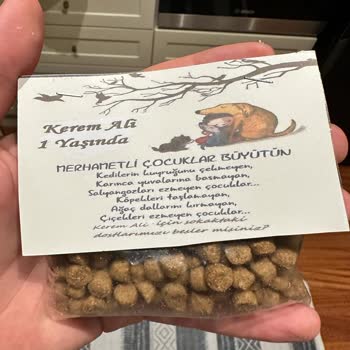 Kerem Ali
1 Yaşında
MERHAMETLİ ÇOCUKLAR BÜYÜTÜN
Kedilerin kuyruğunu çekmeyen,
Karınca yuvalarına basmayan,
Salyangozları ezmeyen çocuklar...
Köpekleri taşlamayan,
Ağaç dallarını kırmayan,
Çiçekleri ezmeyen çocuklar...
Kerem Ali için sokaktaki
dostlarımızı besler misiniz?